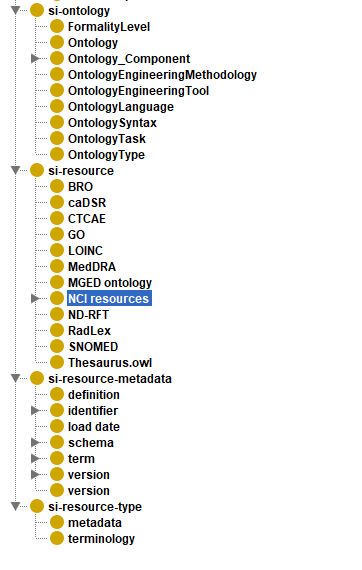 si-ontology
FormalityLevel
Ontology
Ontology_Component
OntologyEngineeringMethodology
OntologyEngineeringTool
OntologyLanguage
OntologySyntax
OntologyTask
OntologyType
si-resource
BRO
caDSR
CTCAE
GO
LOINC
MedDRA
MGED ontology
NCI resources
ND-RFT
RadLex
SNOMED
Thesaurus.owl
si-resource-metadata
definition
identifier
load date
schema
term
version
version
si-resource-type
metadata
terminology